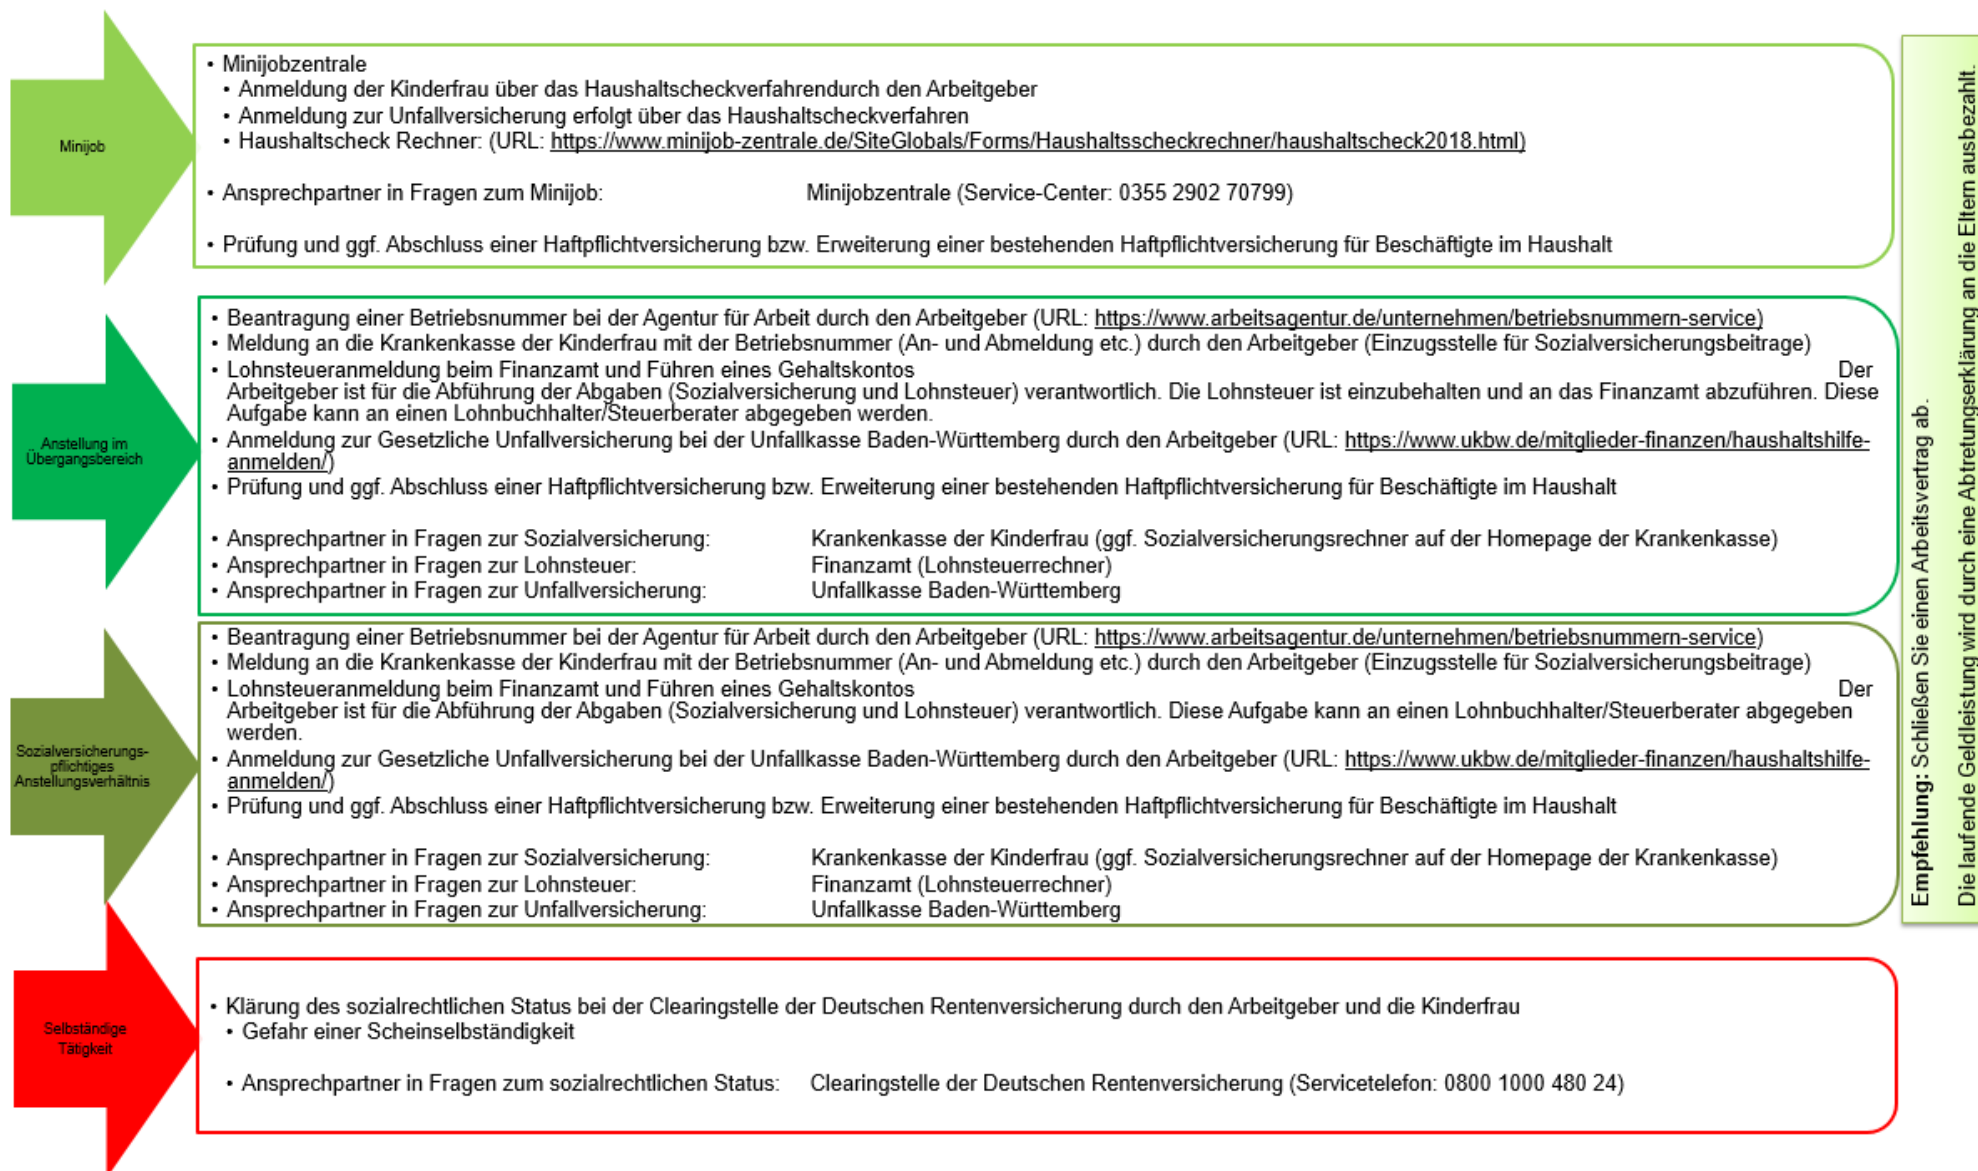 Minijob
• Minijobzentrale
• Anmeldung der Kinderfrau über das Haushaltscheckverfahrendurch den Arbeitgeber
• Anmeldung zur Unfallversicherung erfolgt über das Haushaltscheckverfahren
• Haushaltscheck Rechner: (URL: https://www.minijob-zentrale.de/SiteGlobals/Forms/Haushaltsscheckrechner/haushaltscheck2018.html)
• Ansprechpartner in Fragen zum Minijob: Minijobzentrale (Service-Center: 0355 2902 70799)
• Prüfung und ggf. Abschluss einer Haftpflichtversicherung bzw. Erweiterung einer bestehenden Haftpflichtversicherung für Beschäftigte im Haushalt
Anstellung im
Übergangsbereich
• Beantragung einer Betriebsnummer bei der Agentur für Arbeit durch den Arbeitgeber (URL: https://www.arbeitsagentur.de/unternehmen/betriebsnummern-service)
• Meldung an die Krankenkasse der Kinderfrau mit der Betriebsnummer (An- und Abmeldung etc.) durch den Arbeitgeber (Einzugsstelle für Sozialversicherungsbeitrage)
• Lohnsteueranmeldung beim Finanzamt und Führen eines Gehaltskontos Der
Arbeitgeber ist für die Abführung der Abgaben (Sozialversicherung und Lohnsteuer) verantwortlich. Die Lohnsteuer ist einzubehalten und an das Finanzamt abzuführen. Diese
Aufgabe kann an einen Lohnbuchhalter/Steuerberater abgegeben werden.
• Anmeldung zur Gesetzliche Unfallversicherung bei der Unfallkasse Baden-Württemberg durch den Arbeitgeber (URL: https://www.ukbw.de/mitglieder-finanzen/haushaltshilfe-
anmelden/)
• Prüfung und ggf. Abschluss einer Haftpflichtversicherung bzw. Erweiterung einer bestehenden Haftpflichtversicherung für Beschäftigte im Haushalt
• Ansprechpartner in Fragen zur Sozialversicherung: Krankenkasse der Kinderfrau (ggf. Sozialversicherungsrechner auf der Homepage der Krankenkasse)
• Ansprechpartner in Fragen zur Lohnsteuer: Finanzamt (Lohnsteuerrechner)
• Ansprechpartner in Fragen zur Unfallversicherung: Unfallkasse Baden-Württemberg
Sozialversicherungs-
pflichtiges
Anstellungsverhältnis
• Beantragung einer Betriebsnummer bei der Agentur für Arbeit durch den Arbeitgeber (URL: https://www.arbeitsagentur.de/unternehmen/betriebsnummern-service)
• Meldung an die Krankenkasse der Kinderfrau mit der Betriebsnummer (An- und Abmeldung etc.) durch den Arbeitgeber (Einzugsstelle für Sozialversicherungsbeitrage)
• Lohnsteueranmeldung beim Finanzamt und Führen eines Gehaltskontos Der
Arbeitgeber ist für die Abführung der Abgaben (Sozialversicherung und Lohnsteuer) verantwortlich. Diese Aufgabe kann an einen Lohnbuchhalter/Steuerberater abgegeben
werden.
• Anmeldung zur Gesetzliche Unfallversicherung bei der Unfallkasse Baden-Württemberg durch den Arbeitgeber (URL: https://www.ukbw.de/mitglieder-finanzen/haushaltshilfe-
anmelden/)
• Prüfung und ggf. Abschluss einer Haftpflichtversicherung bzw. Erweiterung einer bestehenden Haftpflichtversicherung für Beschäftigte im Haushalt
• Ansprechpartner in Fragen zur Sozialversicherung: Krankenkasse der Kinderfrau (ggf. Sozialversicherungsrechner auf der Homepage der Krankenkasse)
• Ansprechpartner in Fragen zur Lohnsteuer: Finanzamt (Lohnsteuerrechner)
• Ansprechpartner in Fragen zur Unfallversicherung: Unfallkasse Baden-Württemberg
Selbständige
Tätigkeit
• Klärung des sozialrechtlichen Status bei der Clearingstelle der Deutschen Rentenversicherung durch den Arbeitgeber und die Kinderfrau
• Gefahr einer Scheinselbständigkeit
• Ansprechpartner in Fragen zum sozialrechtlichen Status: Clearingstelle der Deutschen Rentenversicherung (Servicetelefon: 0800 1000 480 24)
Empfehlung: Schließen Sie einen Arbeitsvertrag ab.
Die laufende Geldleistung wird durch eine Abtretungserklärung an die Eltern ausbezahlt.